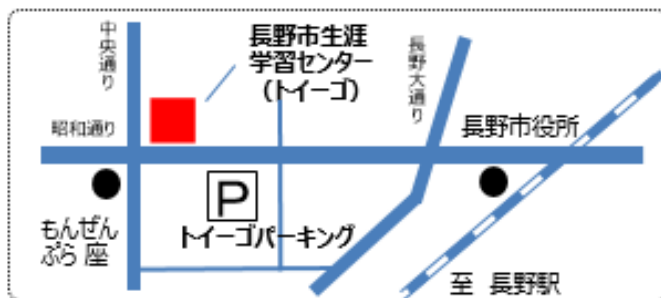 中央通り
長野市生涯
学習センター
(トイーゴ)
長野大通り
昭和通り
長野市役所
P
もんぜん
ぷら座
トイーゴパーキング
至 長野駅